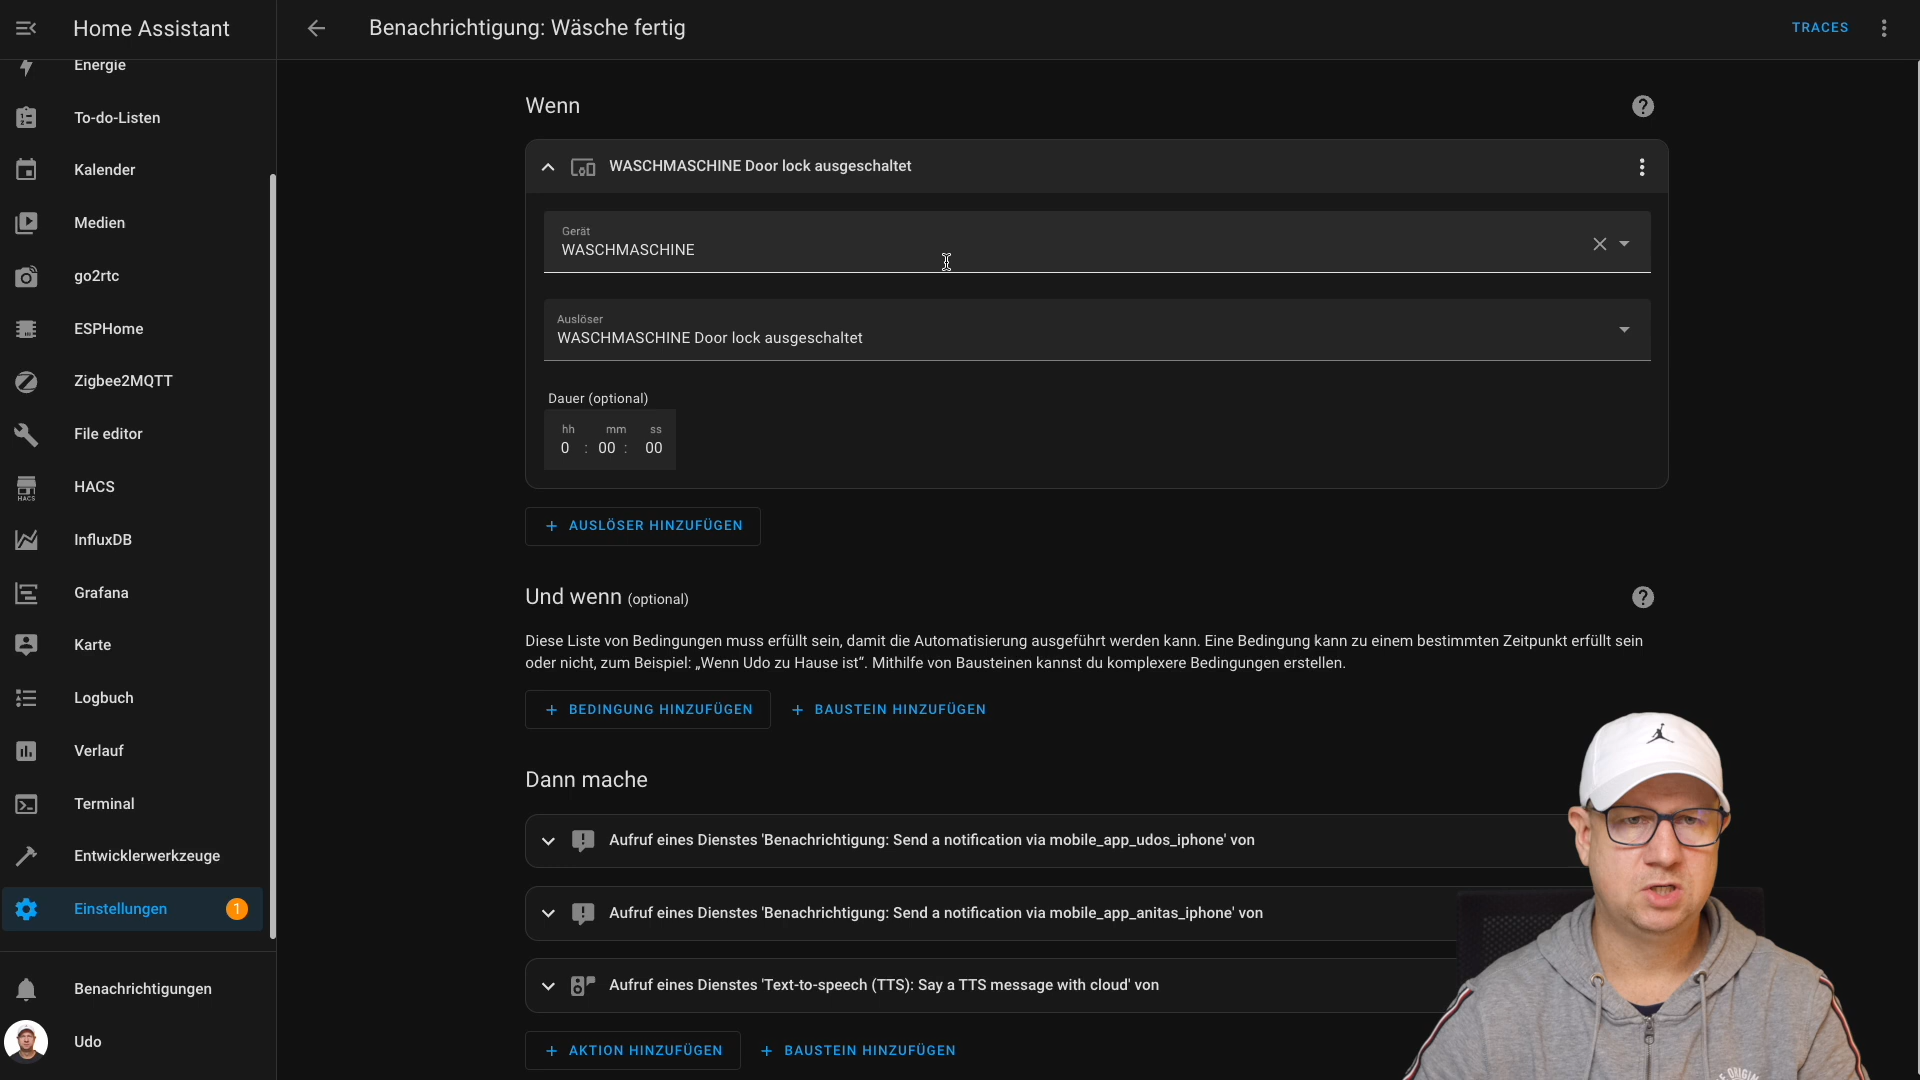 Home Assistant
Benachrichtigung: Wäsche fertig
TRACES
Energie
To-do-Listen
Kalender
Medien
go2rtc
ESPHome
Zigbee2MQTT
File editor
HACS
HACS
InfluxDB
Grafana
Karte
Logbuch
Verlauf
Terminal
Entwicklerwerkzeuge
Einstellungen
1
Benachrichtigungen
Udo
Wenn
WASCHMASCHINE Door lock ausgeschaltet
Gerät
WASCHMASCHINE
Auslöser
WASCHMASCHINE Door lock ausgeschaltet
Dauer (optional)
hh mm ss
0 : 00 : 00
+ AUSLÖSER HINZUFÜGEN
Und wenn (optional)
Diese Liste von Bedingungen muss erfüllt sein, damit die Automatisierung ausgeführt werden kann. Eine Bedingung kann zu einem bestimmten Zeitpunkt erfüllt sein
oder nicht, zum Beispiel: „Wenn Udo zu Hause ist“. Mithilfe von Bausteinen kannst du komplexere Bedingungen erstellen.
+ BEDINGUNG HINZUFÜGEN + BAUSTEIN HINZUFÜGEN
Dann mache
Aufruf eines Dienstes 'Benachrichtigung: Send a notification via mobile_app_udos_iphone' von
Aufruf eines Dienstes 'Benachrichtigung: Send a notification via mobile_app_anitas_iphone' von
Aufruf eines Dienstes 'Text-to-speech (TTS): Say a TTS message with cloud' von
+ AKTION HINZUFÜGEN + BAUSTEIN HINZUFÜGEN